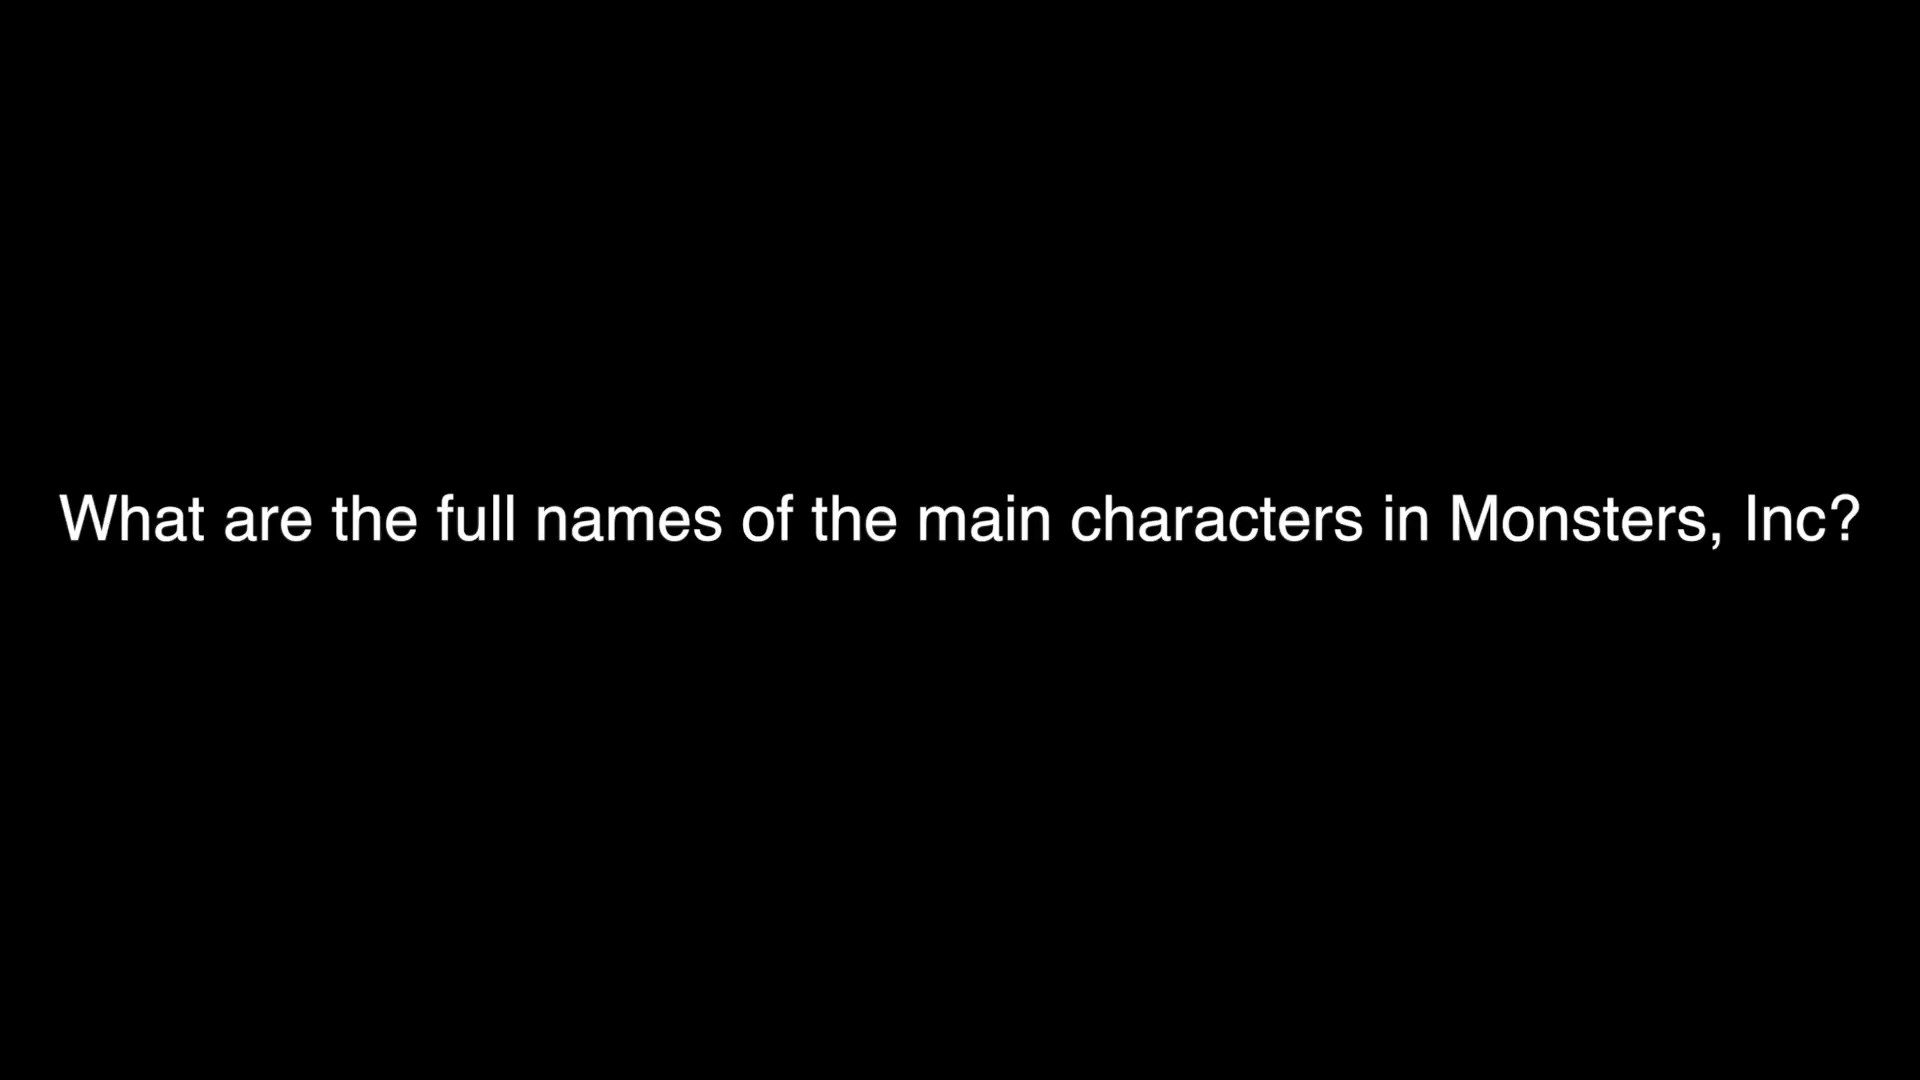 What are the full names of the main characters in Monsters, Inc?